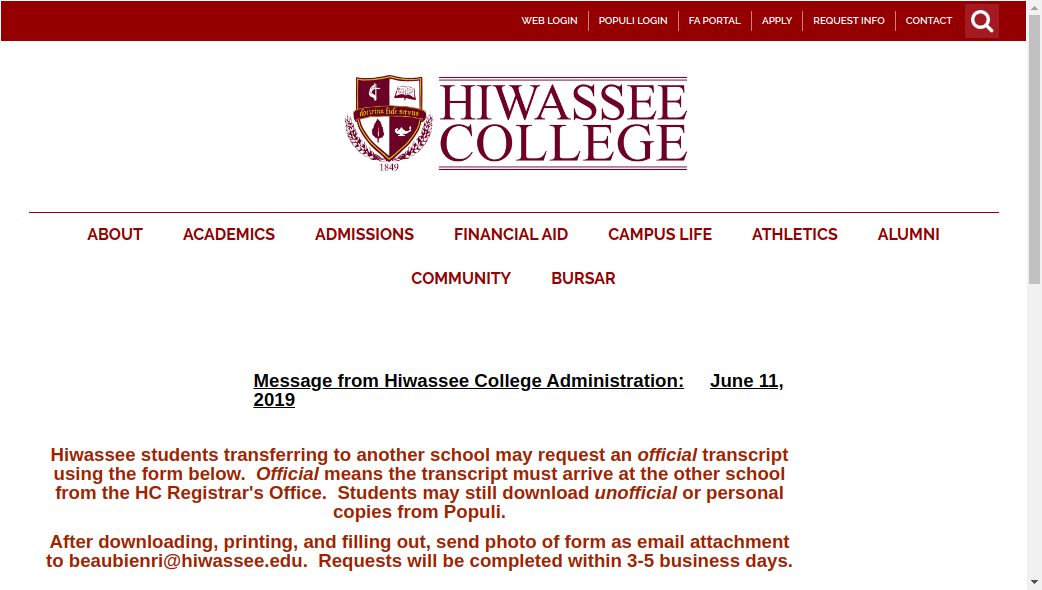 WEB LOGIN POPULI LOGIN FA PORTAL APPLY REQUEST INFO CONTACT
HIWASSEE
COLLEGE
doctrina fide servus
1849
ABOUT ACADEMICS ADMISSIONS FINANCIAL AID CAMPUS LIFE ATHLETICS ALUMNI
COMMUNITY BURSAR
Message from Hiwassee College Administration: June 11,
2019
Hiwassee students transferring to another school may request an official transcript
using the form below. Official means the transcript must arrive at the other school
from the HC Registrar's Office. Students may still download unofficial or personal
copies from Populi.
After downloading, printing, and filling out, send photo of form as email attachment
to beaubienri@hiwassee.edu. Requests will be completed within 3-5 business days.